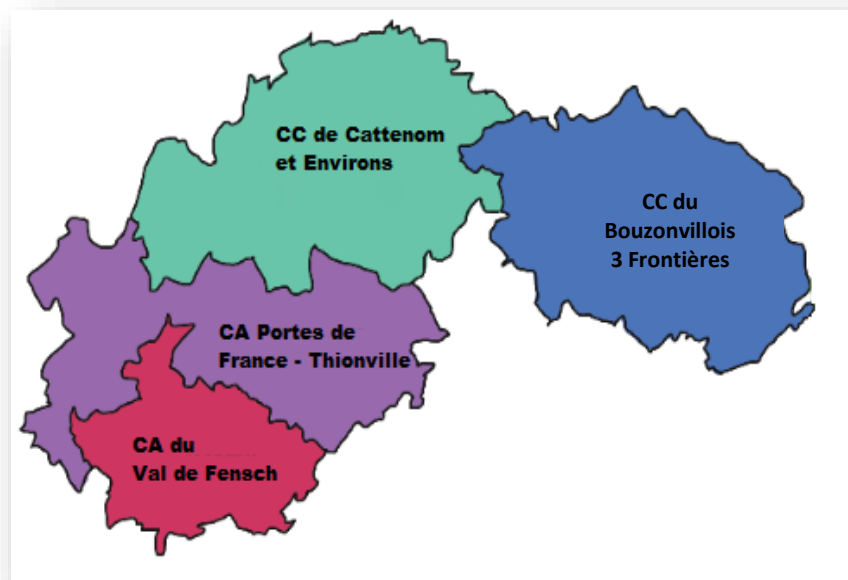 CC de Cattenom
et Environs
CC du
Bouzonvillois
3 Frontières
CA Portes de
France - Thionville
CA du
Val de Fensch